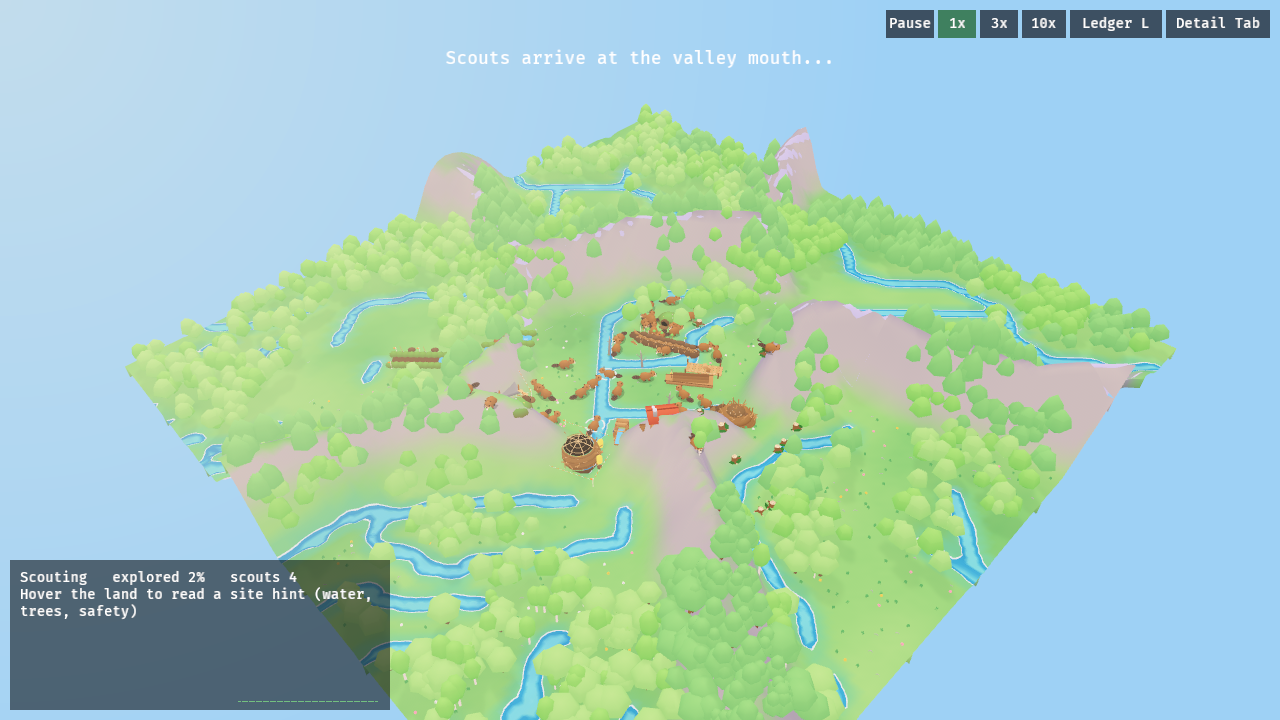 Pause 1x 3x 10x Ledger L Detail Tab
Scouts arrive at the valley mouth...
Scouting explored 2% scouts 4
Hover the land to read a site hint (water,
trees, safety)